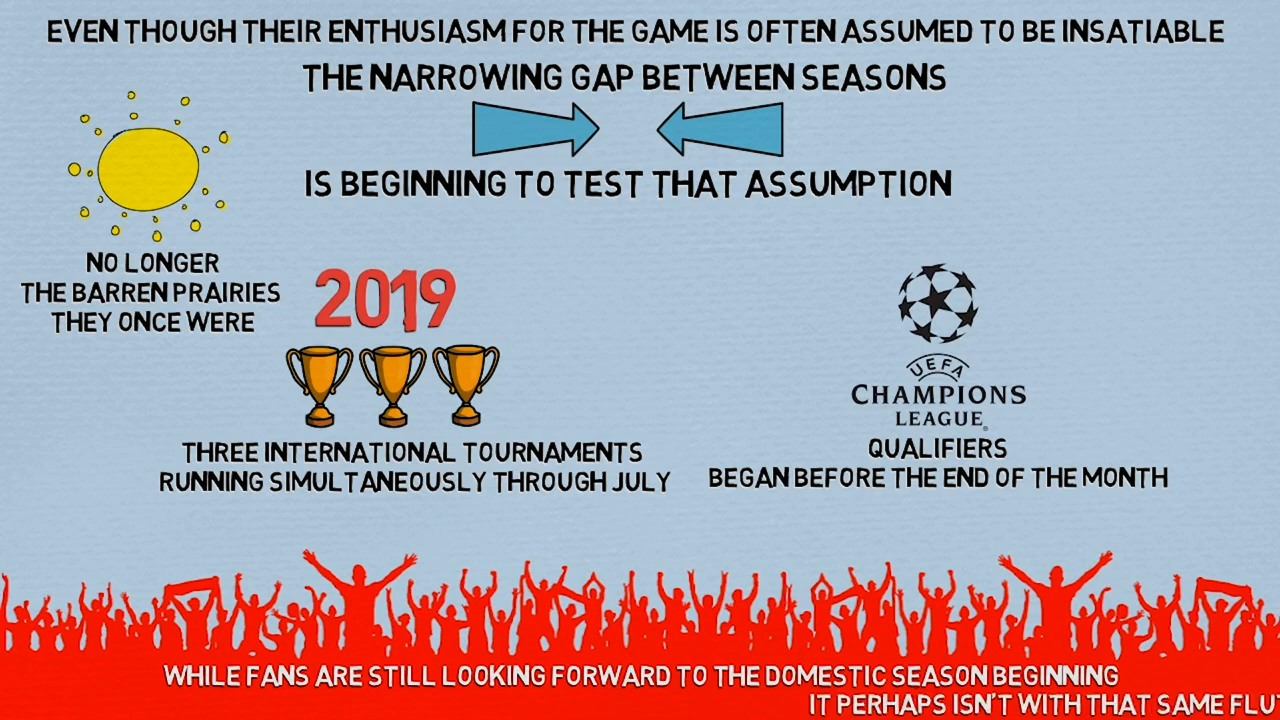 EVEN THOUGH THEIR ENTHUSIASM FOR THE GAME IS OFTEN ASSUMED TO BE INSATIABLE
THE NARROWING GAP BETWEEN SEASONS
IS BEGINNING TO TEST THAT ASSUMPTION
NO LONGER
THE BARREN PRAIRIES
THEY ONCE WERE
2019
THREE INTERNATIONAL TOURNAMENTS
RUNNING SIMULTANEOUSLY THROUGH JULY
UEFA
CHAMPIONS
LEAGUE
QUALIFIERS
BEGAN BEFORE THE END OF THE MONTH
WHILE FANS ARE STILL LOOKING FORWARD TO THE DOMESTIC SEASON BEGINNING
IT PERHAPS ISN'T WITH THAT SAME